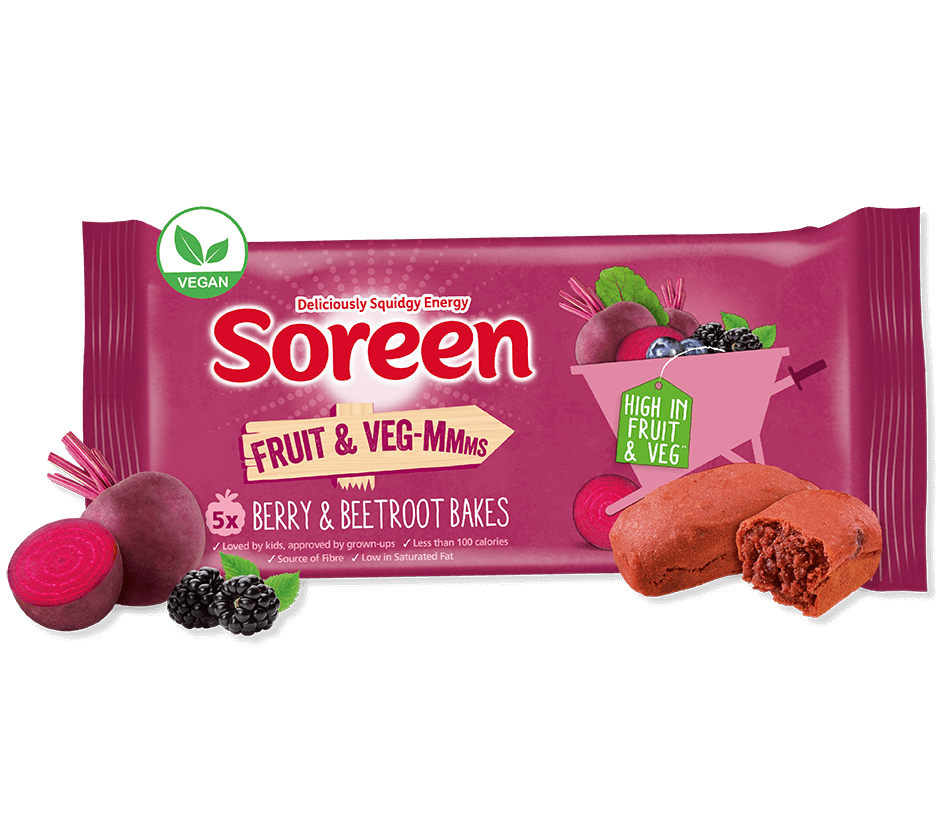 VEGAN
Deliciously Squidgy Energy
Soreen
FRUIT & VEG-MMMS
5x BERRY & BEETROOT BAKES
✓ Loved by kids, approved by grown-ups ✓ Less than 100 calories
✓ Source of Fibre ✓ Low in Saturated Fat
HIGH IN
FRUIT
& VEG